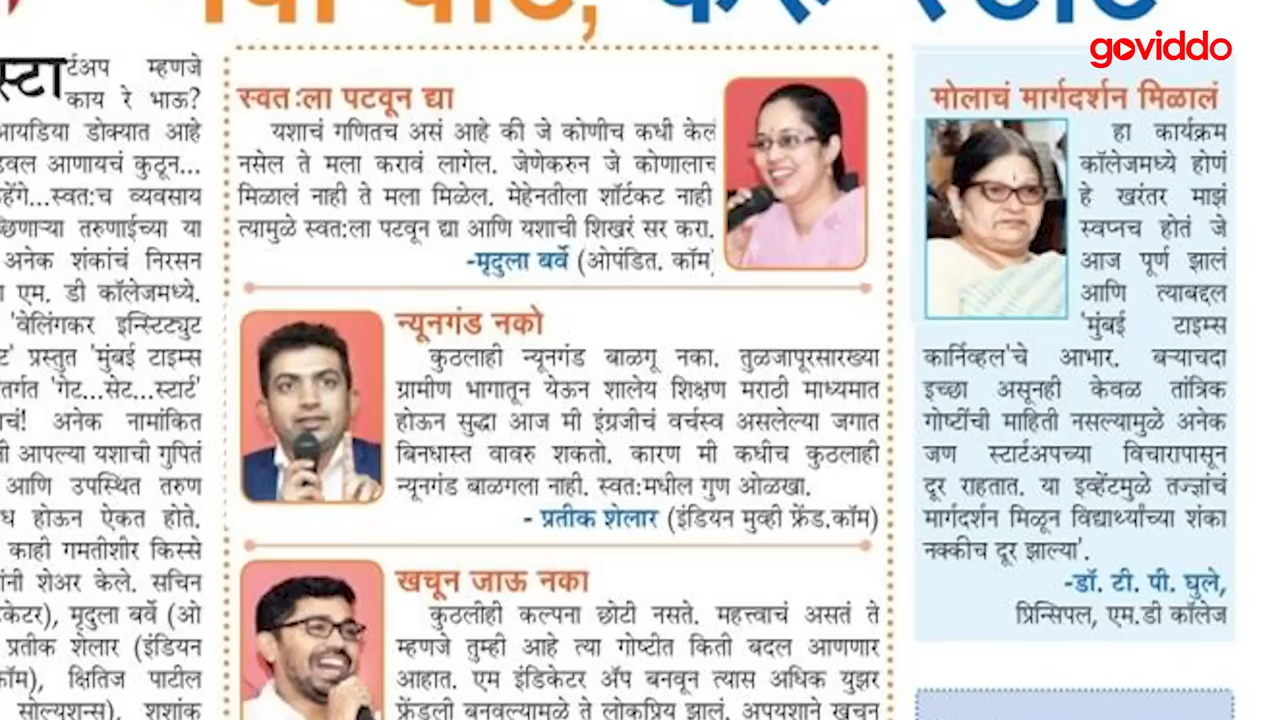 goviddo
स्टार्टअप म्हणजे
काय रे भाऊ?
आयडिया डोक्यात आहे
आणायचं कुठून...
स्वत:च व्यवसाय
तरुणाईच्या या
अनेक शंकांचं निरसन
एम. डी कॉलेजमध्ये.
'वेलिंगकर इन्स्टिट्युट
प्रस्तुत 'मुंबई टाइम्स
'गेट...सेट...स्टार्ट'
अनेक नामांकित
आपल्या यशाची गुपितं
आणि उपस्थित तरुण
होऊन ऐकत होते.
काही गमतीशीर किस्से
शेअर केले. सचिन
मृदुला बर्वे (ओ
प्रतीक शेलार (इंडियन
क्षितिज पाटील
सोल्यशन्स), शशांक
स्वत:ला पटवून द्या
यशाचं गणितच असं आहे की जे कोणीच कधी केलं
नसेल ते मला करावं लागेल. जेणेकरुन जे कोणालाच
मिळालं नाही ते मला मिळेल. मेहेनतीला शॉर्टकट नाही
त्यामुळे स्वत:ला पटवून द्या आणि यशाची शिखरं सर करा.
-मृदुला बर्वे (ओपंडित. कॉम)
न्यूनगंड नको
कुठलाही न्यूनगंड बाळगू नका. तुळजापूरसारख्या
ग्रामीण भागातून येऊन शालेय शिक्षण मराठी माध्यमात
होऊन सुद्धा आज मी इंग्रजीचं वर्चस्व असलेल्या जगात
बिनधास्त वावरु शकतो. कारण मी कधीच कुठलाही
न्यूनगंड बाळगला नाही. स्वत:मधील गुण ओळखा.
- प्रतीक शेलार (इंडियन मुव्ही फ्रेंड.कॉम)
खचून जाऊ नका
कुठलीही कल्पना छोटी नसते. महत्त्वाचं असतं ते
म्हणजे तुम्ही आहे त्या गोष्टीत किती बदल आणणार
आहात. एम इंडिकेटर ॲप बनवून त्यास अधिक युझर
फ्रेंडली बनवल्यामुळे ते लोकप्रिय झालं. अपयशाने खचून
मोलाचं मार्गदर्शन मिळालं
हा कार्यक्रम
कॉलेजमध्ये होणं
हे खरंतर माझं
स्वप्नच होतं जे
आज पूर्ण झालं
आणि त्याबद्दल
'मुंबई टाइम्स
कार्निव्हल'चे आभार. बऱ्याचदा
इच्छा असूनही केवळ तांत्रिक
गोष्टींची माहिती नसल्यामुळे अनेक
जण स्टार्टअपच्या विचारापासून
दूर राहतात. या इव्हेंटमुळे तज्ज्ञांचं
मार्गदर्शन मिळून विद्यार्थ्यांच्या शंका
नक्कीच दूर झाल्या'.
-डॉ. टी. पी. घुले,
प्रिन्सिपल, एम.डी कॉलेज